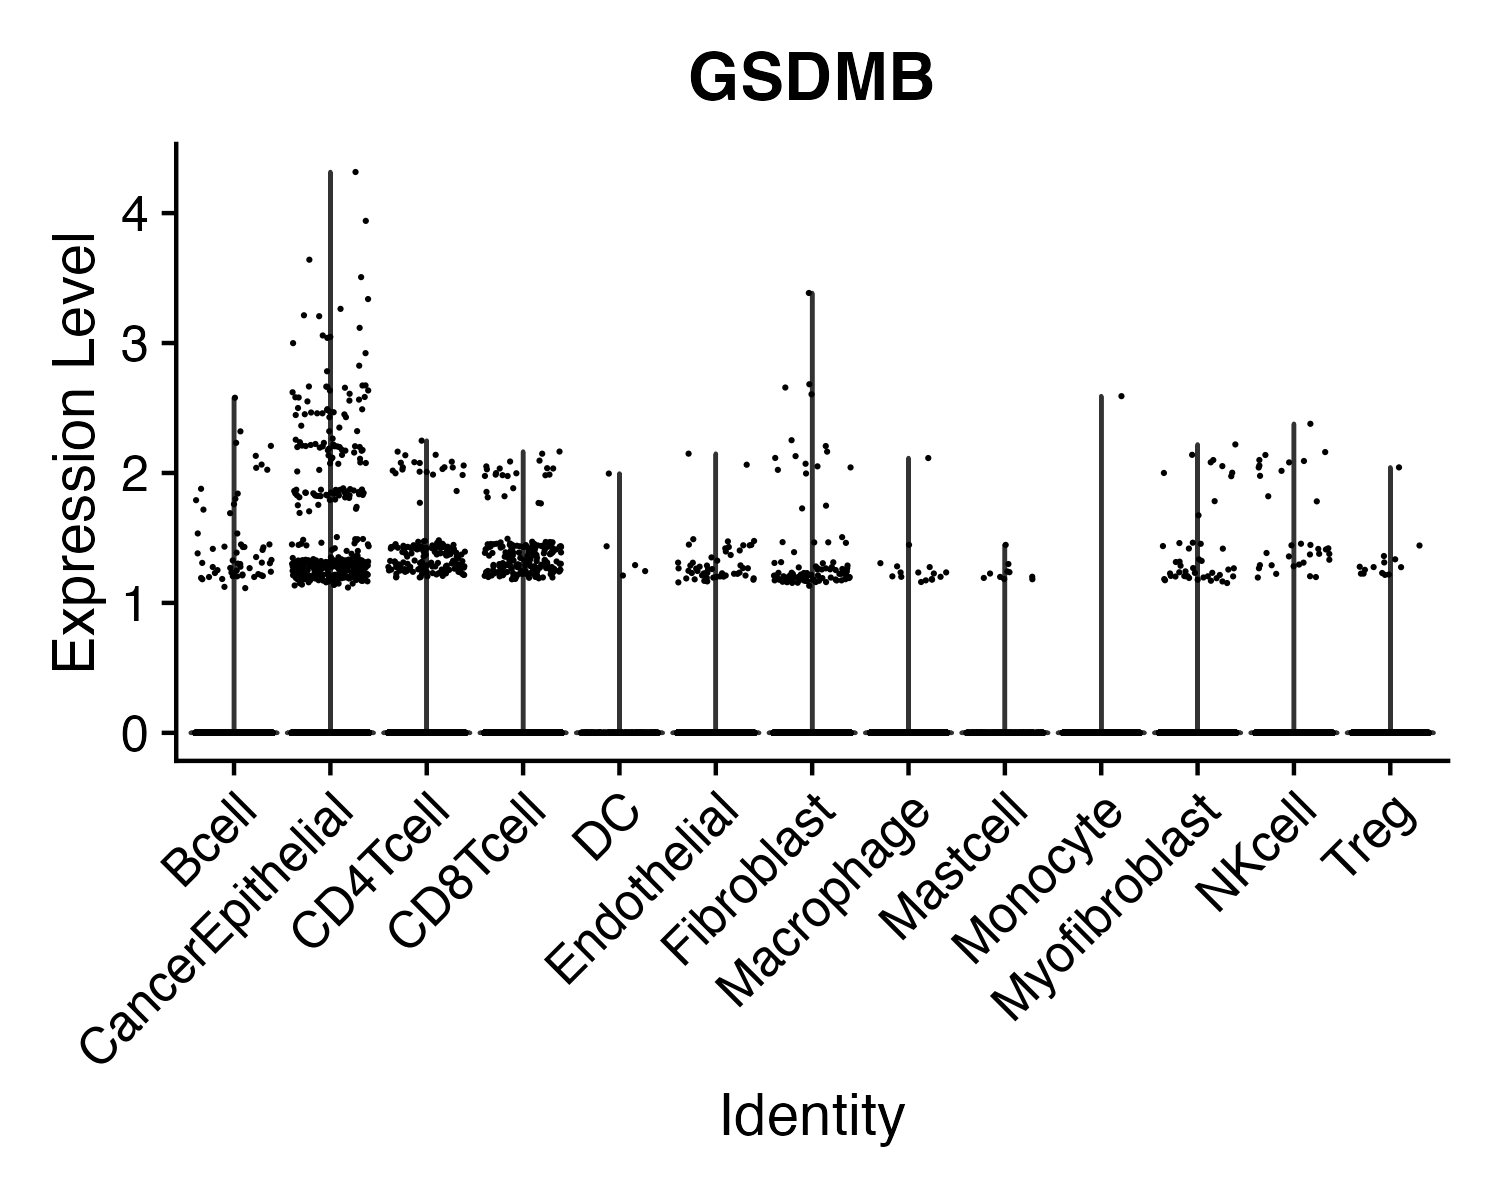 GSDMB
Expression Level
4
3
2
1
0
Bcell
CancerEpithelial
CD4Tcell
CD8Tcell
DC
Endothelial
Fibroblast
Macrophage
Mastcell
Monocyte
Myofibroblast
NKcell
Treg
Identity